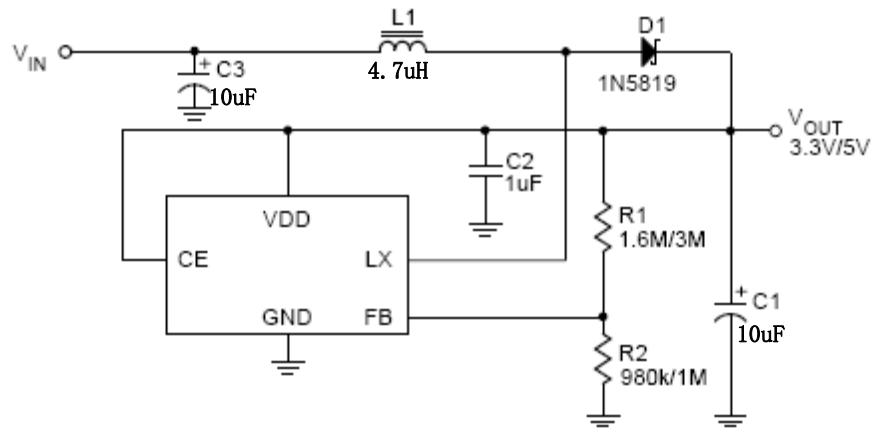 L1
D1
VIN
C3
4.7uH
1N5819
10uF
VOUT
3.3V/5V
C2
1uF
VDD
R1
1.6M/3M
CE
LX
C1
GND
FB
10uF
R2
980k/1M